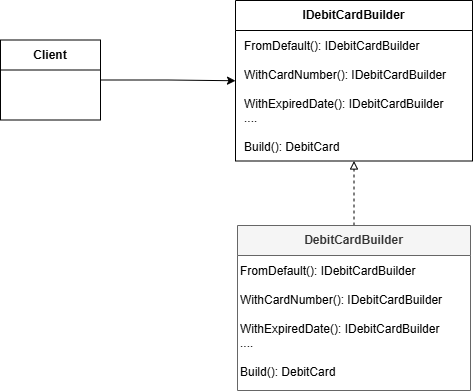 IDebitCardBuilder
Client
FromDefault(): IDebitCardBuilder
WithCardNumber(): IDebitCardBuilder
WithExpiredDate(): IDebitCardBuilder
....
Build(): DebitCard
DebitCardBuilder
FromDefault(): IDebitCardBuilder
WithCardNumber(): IDebitCardBuilder
WithExpiredDate(): IDebitCardBuilder
....
Build(): DebitCard